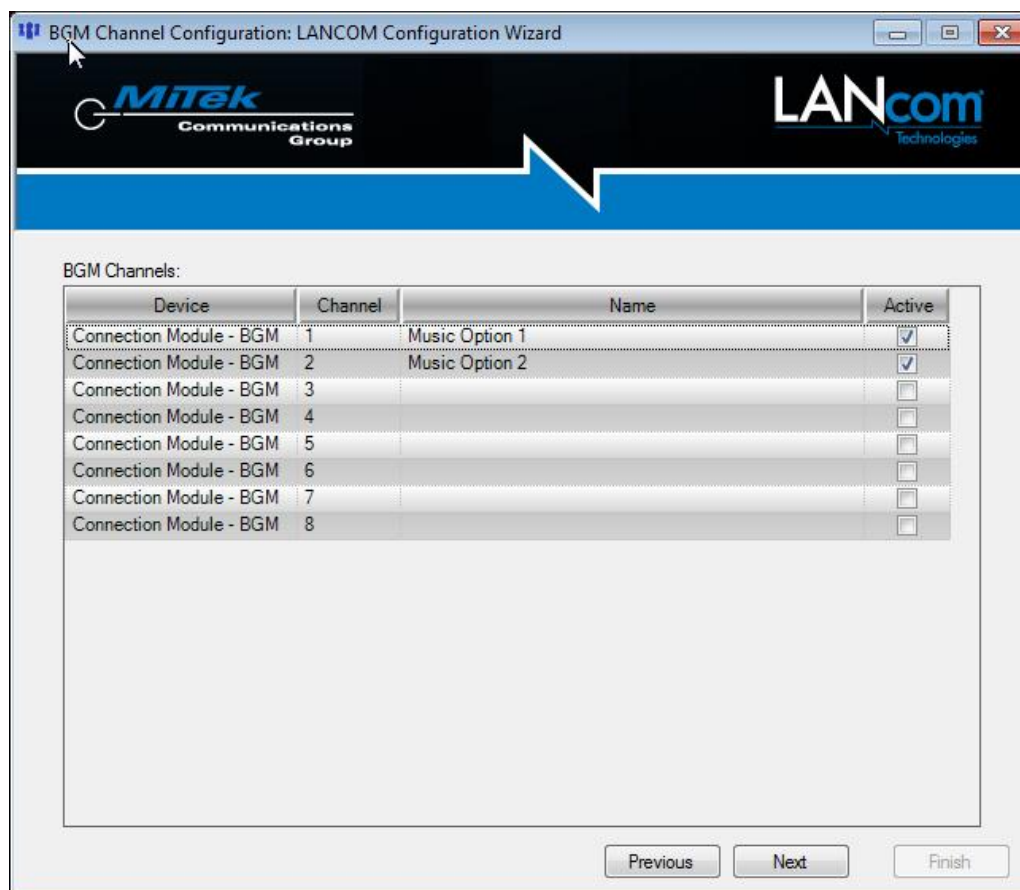 BGM Channel Configuration: LANCOM Configuration Wizard
MiTek
Communications
Group
LANcom
Technologies
BGM Channels:
Device Channel Name Active
Connection Module - BGM 1 Music Option 1
Connection Module - BGM 2 Music Option 2
Connection Module - BGM 3
Connection Module - BGM 4
Connection Module - BGM 5
Connection Module - BGM 6
Connection Module - BGM 7
Connection Module - BGM 8
Previous Next Finish